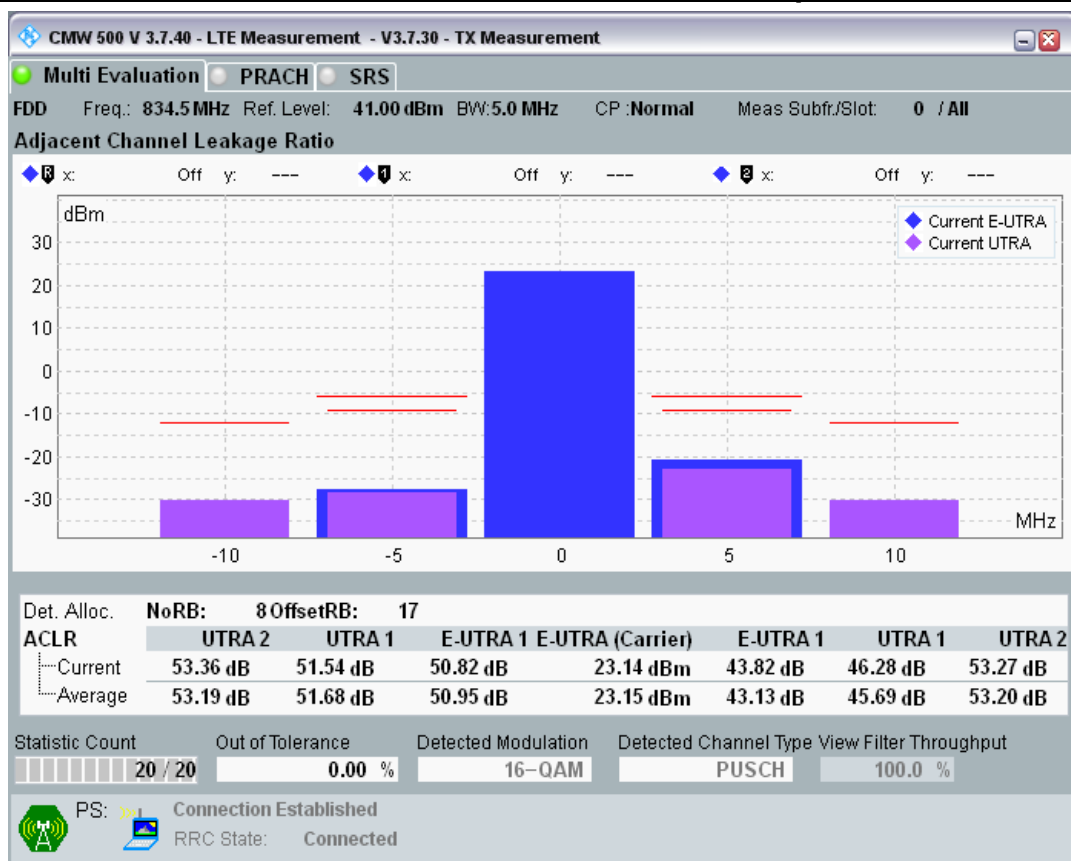 CMW 500 V 3.7.40 - LTE Measurement - V3.7.30 - TX Measurement
Multi Evaluation PRACH SRS
FDD Freq.: 834.5 MHz Ref. Level: 41.00 dBm BW:5.0 MHz CP :Normal Meas Subfr./Slot: 0 / All
Adjacent Channel Leakage Ratio
R x: Off y: --- 1 x: Off y: --- 2 x: Off y: ---
dBm
Current E-UTRA
Current UTRA
30
20
10
0
-10
-20
-30
MHz
-10 -5 0 5 10
Det. Alloc. NoRB: 8 OffsetRB: 17
ACLR UTRA 2 UTRA 1 E-UTRA 1 E-UTRA (Carrier) E-UTRA 1 UTRA 1 UTRA 2
Current 53.36 dB 51.54 dB 50.82 dB 23.14 dBm 43.82 dB 46.28 dB 53.27 dB
Average 53.19 dB 51.68 dB 50.95 dB 23.15 dBm 43.13 dB 45.69 dB 53.20 dB
Statistic Count Out of Tolerance Detected Modulation Detected Channel Type View Filter Throughput
20 / 20 0.00 % 16-QAM PUSCH 100.0 %
PS: Connection Established
RRC State: Connected